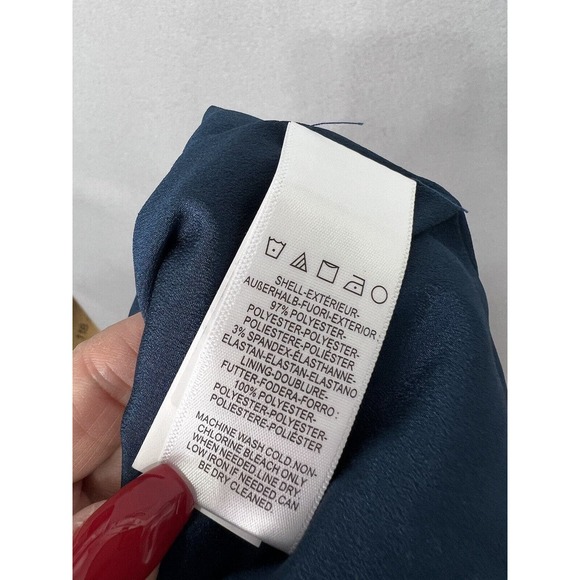 SHELL-EXTÉRIEUR-
AUßERHALB-FUORI-EXTERIOR:
97% POLYESTER-
POLYESTER-POLYESTER-
POLIESTERE-POLIÉSTER
3% SPANDEX-ÉLASTHANNE-
ELASTAN-ELASTAN-ELASTANO
LINING-DOUBLURE-
FUTTER-FODERA-FORRO:
100% POLYESTER-
POLYESTER-POLYESTER-
POLIESTERE-POLIÉSTER
MACHINE WASH COLD.NON-
CHLORINE BLEACH ONLY
WHEN NEEDED.LINE DRY.
LOW IRON IF NEEDED.CAN
BE DRY CLEANED.